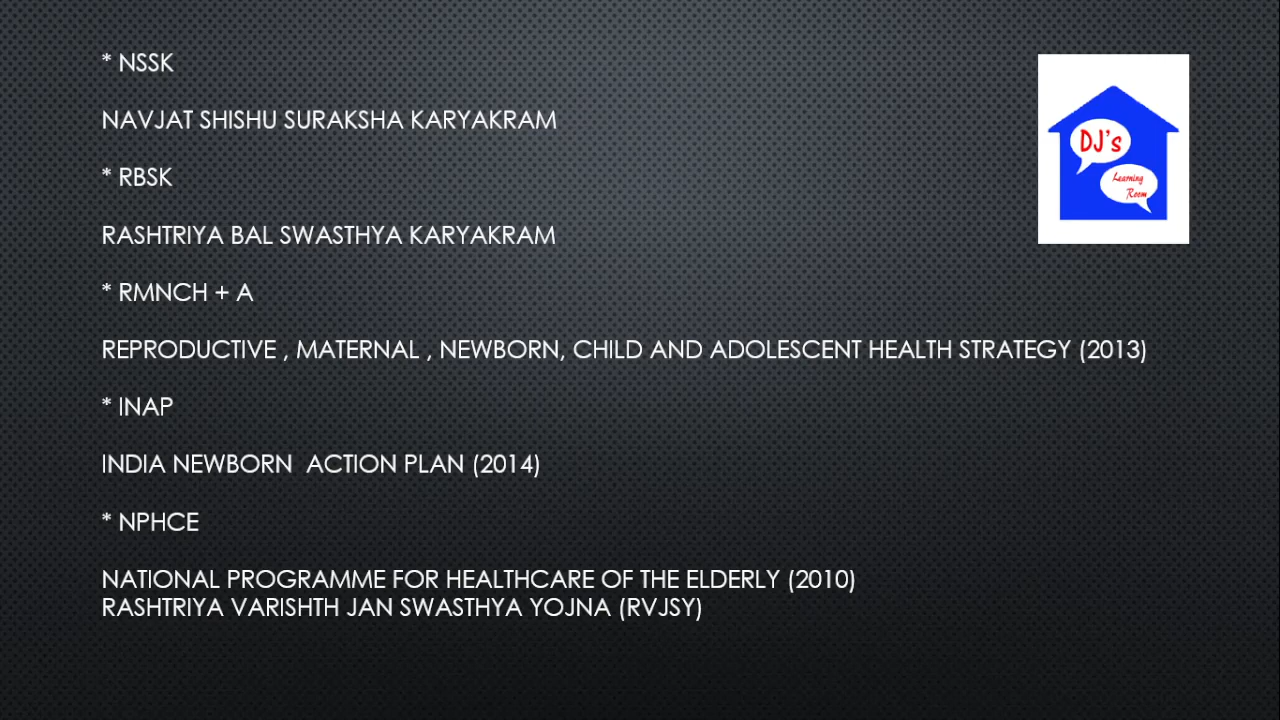 * NSSK
NAVJAT SHISHU SURAKSHA KARYAKRAM
* RBSK
RASHTRIYA BAL SWASTHYA KARYAKRAM
* RMNCH + A
REPRODUCTIVE , MATERNAL , NEWBORN, CHILD AND ADOLESCENT HEALTH STRATEGY (2013)
* INAP
INDIA NEWBORN  ACTION PLAN (2014)
* NPHCE
NATIONAL PROGRAMME FOR HEALTHCARE OF THE ELDERLY (2010)
RASHTRIYA VARISHTH JAN SWASTHYA YOJNA (RVJSY)
DJ's
Learning
Room